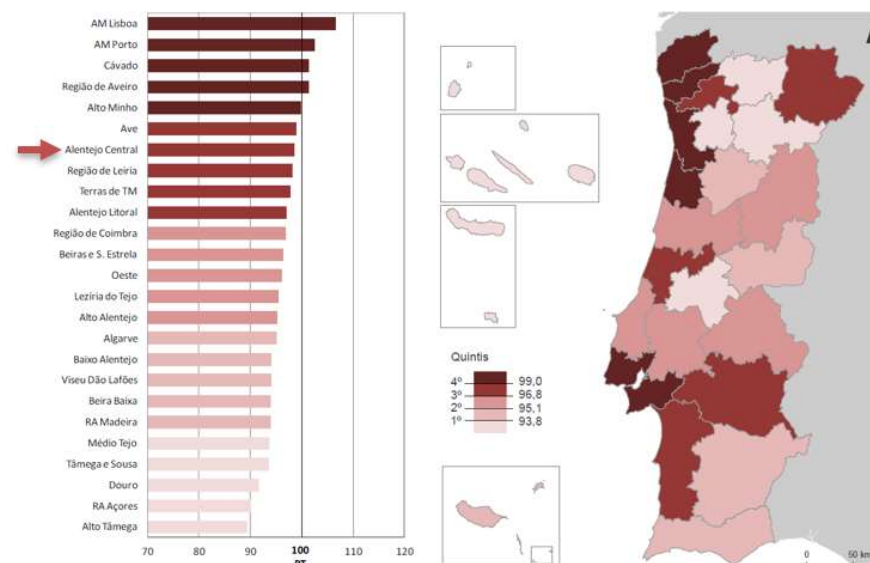 AM Lisboa
AM Porto
Cávado
Região de Aveiro
Alto Minho
Ave
Alentejo Central
Região de Leiria
Terras de TM
Alentejo Litoral
Região de Coimbra
Beiras e S. Estrela
Oeste
Lezíria do Tejo
Alto Alentejo
Algarve
Baixo Alentejo
Viseu Dão Lafões
Beira Baixa
RA Madeira
Médio Tejo
Tâmega e Sousa
Douro
RA Açores
Alto Tâmega
70 80 90 100 110 120
PT
Quintis
4º 99,0
3º 96,8
2º 95,1
1º 93,8
0 50 km